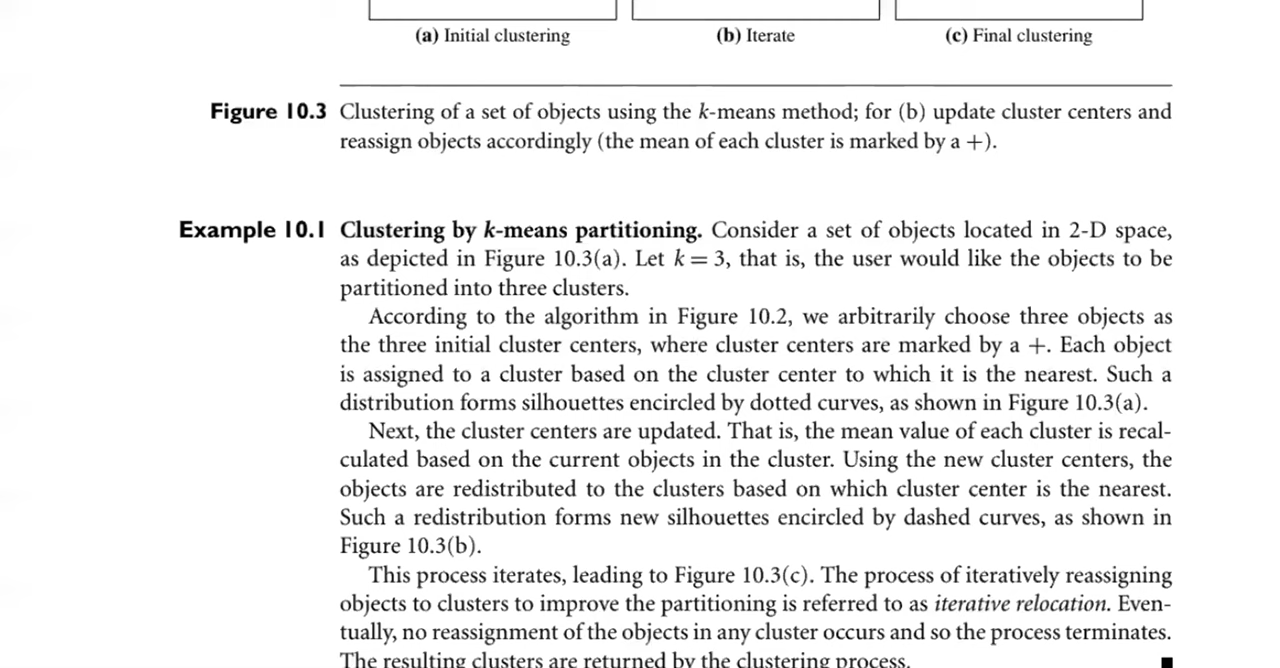 (a) Initial clustering (b) Iterate (c) Final clustering
Figure 10.3 Clustering of a set of objects using the k-means method; for (b) update cluster centers and
reassign objects accordingly (the mean of each cluster is marked by a +).
Example 10.1 Clustering by k-means partitioning. Consider a set of objects located in 2-D space,
as depicted in Figure 10.3(a). Let k = 3, that is, the user would like the objects to be
partitioned into three clusters.
According to the algorithm in Figure 10.2, we arbitrarily choose three objects as
the three initial cluster centers, where cluster centers are marked by a +. Each object
is assigned to a cluster based on the cluster center to which it is the nearest. Such a
distribution forms silhouettes encircled by dotted curves, as shown in Figure 10.3(a).
Next, the cluster centers are updated. That is, the mean value of each cluster is recal-
culated based on the current objects in the cluster. Using the new cluster centers, the
objects are redistributed to the clusters based on which cluster center is the nearest.
Such a redistribution forms new silhouettes encircled by dashed curves, as shown in
Figure 10.3(b).
This process iterates, leading to Figure 10.3(c). The process of iteratively reassigning
objects to clusters to improve the partitioning is referred to as iterative relocation. Even-
tually, no reassignment of the objects in any cluster occurs and so the process terminates.
The resulting clusters are returned by the clustering process.